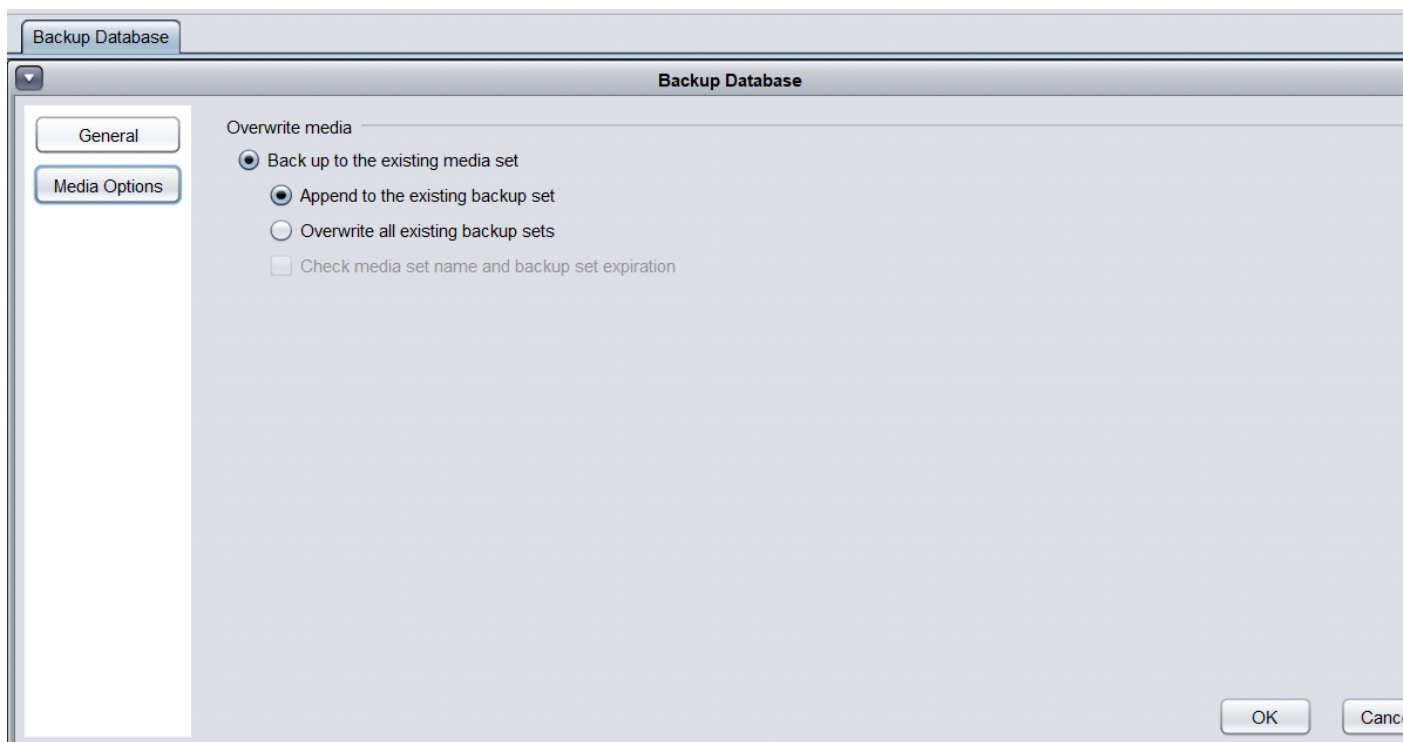 Backup Database
Backup Database
General
Media Options
Overwrite media
Back up to the existing media set
Append to the existing backup set
Overwrite all existing backup sets
Check media set name and backup set expiration
OK
Canc